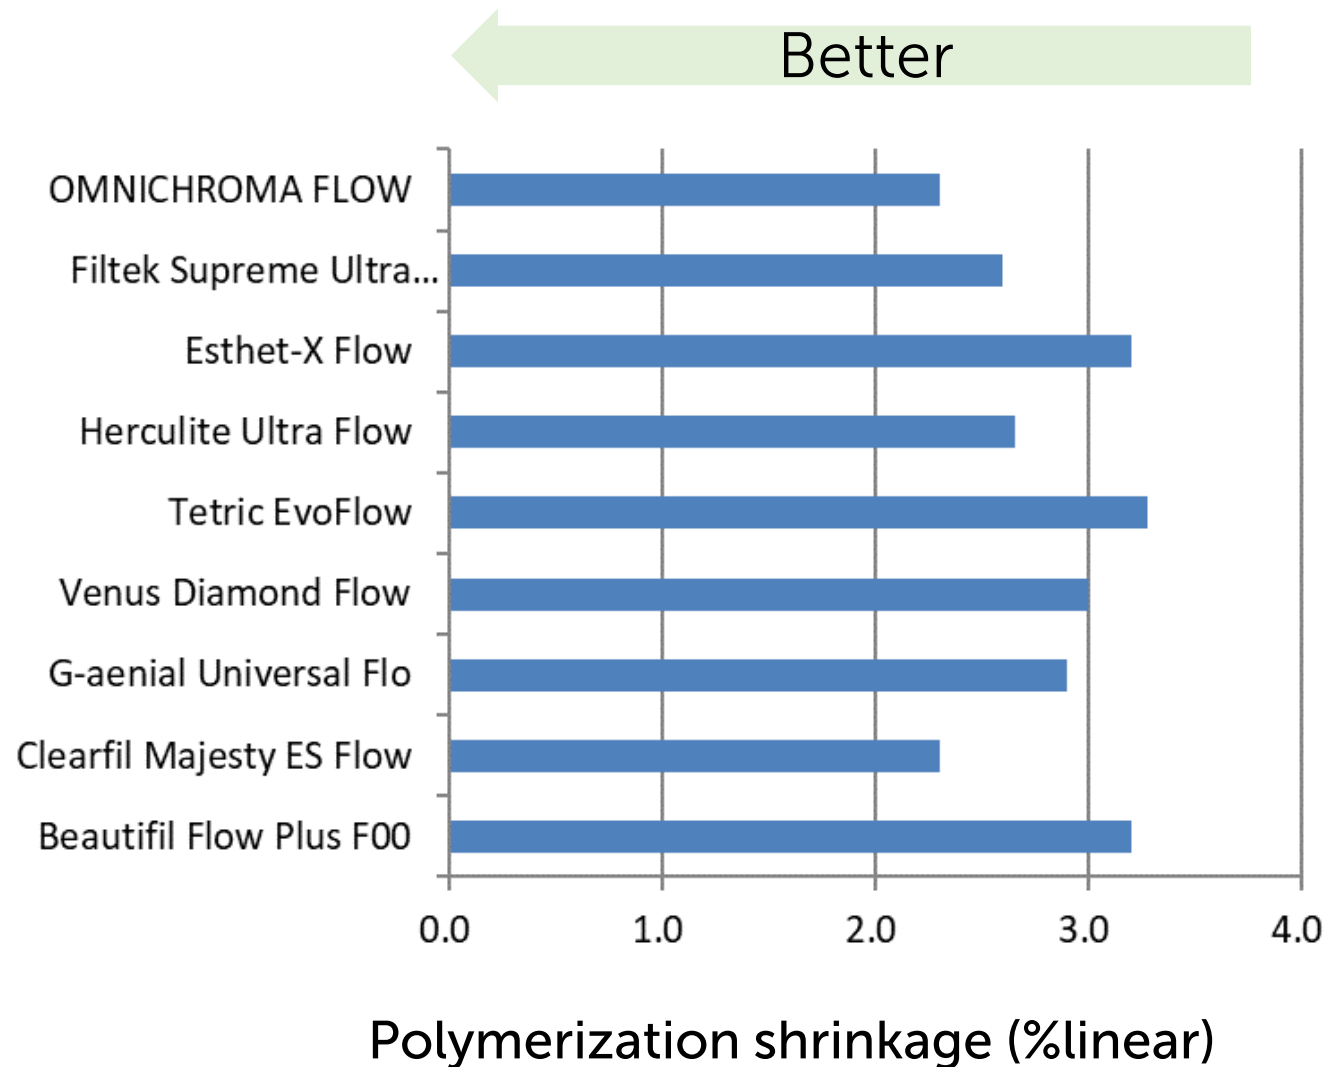 Better
OMNICHROMA FLOW
Filtek Supreme Ultra...
Esthet-X Flow
Herculite Ultra Flow
Tetric EvoFlow
Venus Diamond Flow
G-aenial Universal Flo
Clearfil Majesty ES Flow
Beautifil Flow Plus F00
0.0 1.0 2.0 3.0 4.0
Polymerization shrinkage (%linear)